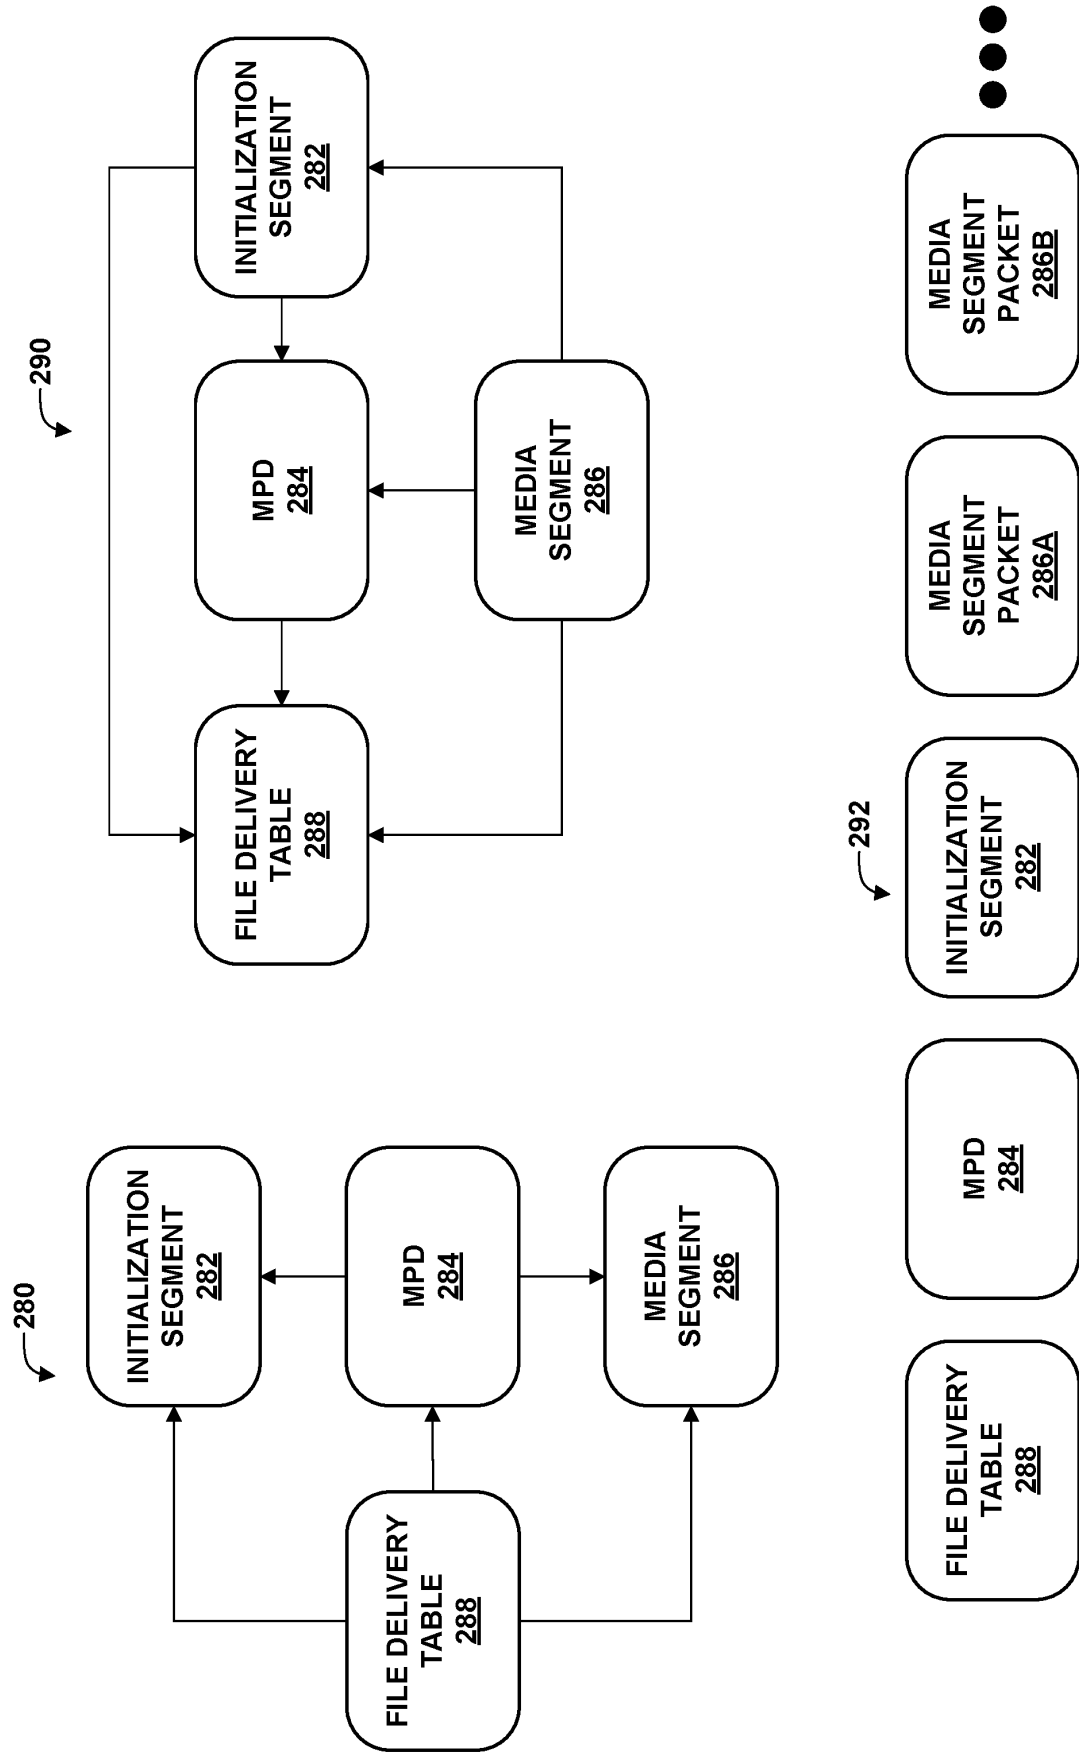 280
INITIALIZATION
SEGMENT
282
FILE DELIVERY
TABLE
288
MPD
284
MEDIA
SEGMENT
286
290
FILE DELIVERY
TABLE
288
MPD
284
INITIALIZATION
SEGMENT
282
MEDIA
SEGMENT
286
292
FILE DELIVERY
TABLE
288
MPD
284
INITIALIZATION
SEGMENT
282
MEDIA
SEGMENT
PACKET
286A
MEDIA
SEGMENT
PACKET
286B